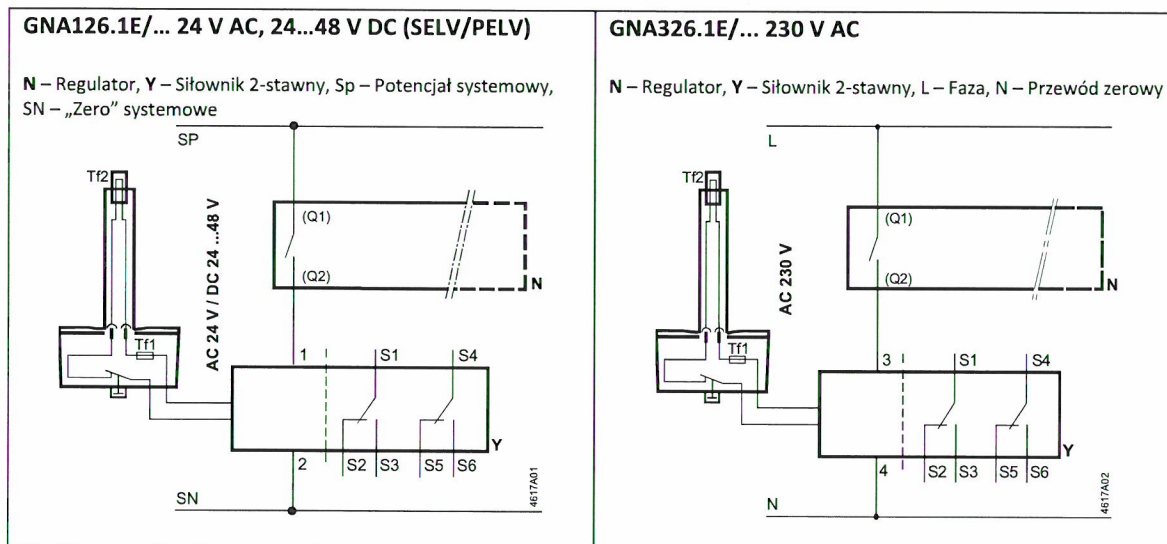 GNA126.1E/... 24 V AC, 24...48 V DC (SELV/PELV)
N – Regulator, Y – Siłownik 2-stawny, Sp – Potencjał systemowy,
SN – „Zero” systemowe
SP
Tf2
AC 24 V / DC 24 ...48 V
(Q1)
(Q2)
N
Tf1
1
S1
S4
Y
2
S2
S3
S5
S6
SN
4617A01
GNA326.1E/... 230 V AC
N – Regulator, Y – Siłownik 2-stawny, L – Faza, N – Przewód zerowy
L
Tf2
AC 230 V
(Q1)
(Q2)
N
Tf1
3
S1
S4
Y
4
S2
S3
S5
S6
N
4617A02